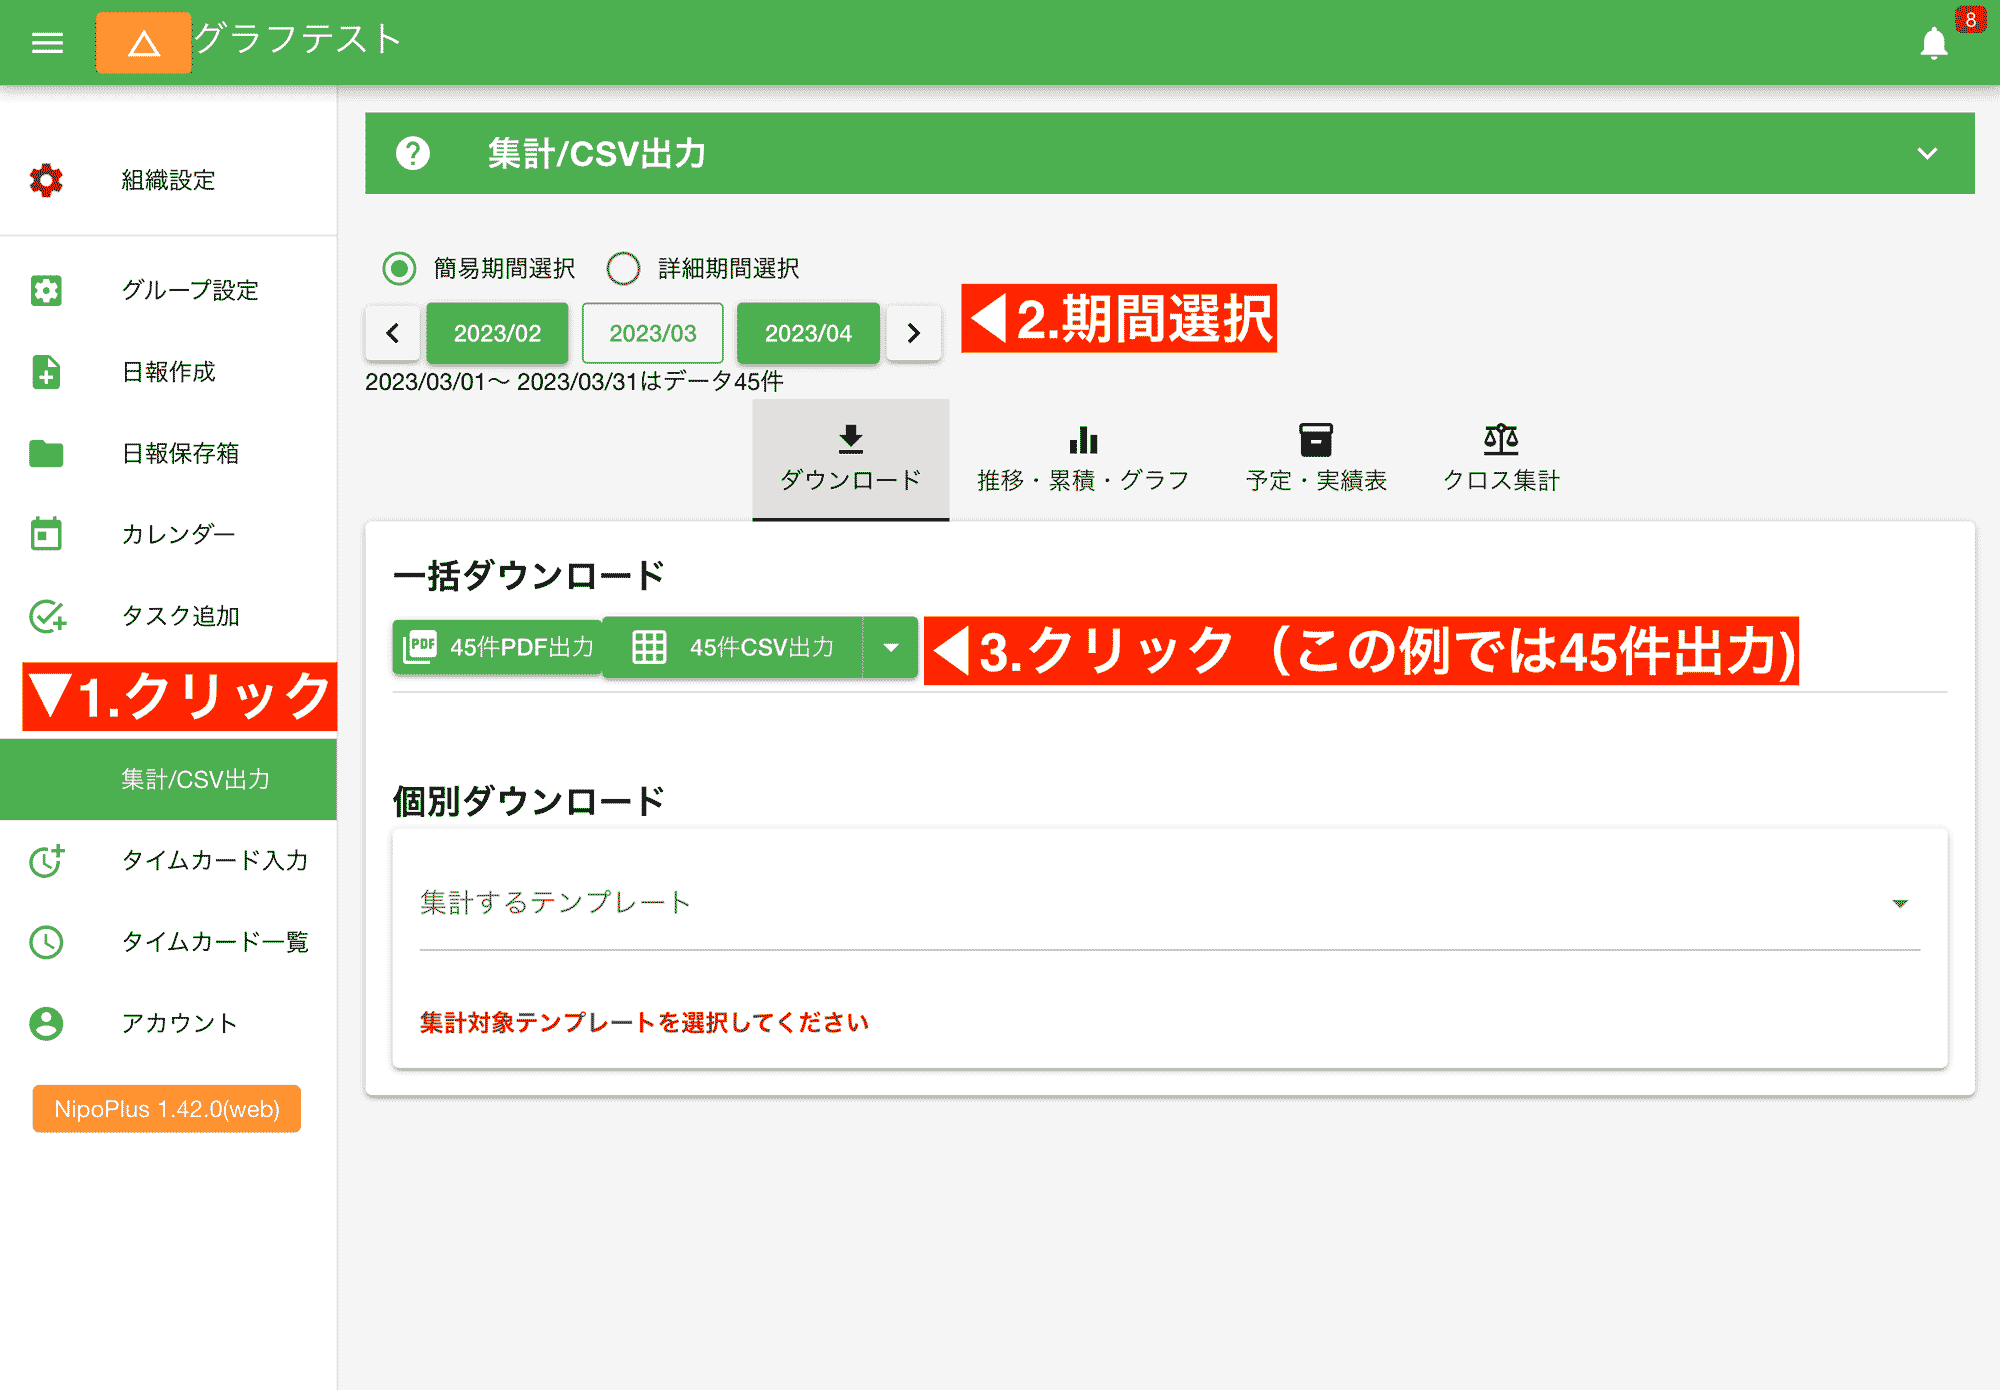 グラフテスト
8
組織設定
グループ設定
日報作成
日報保存箱
カレンダー
タスク追加
▼1.クリック
集計/CSV出力
タイムカード入力
タイムカード一覧
アカウント
NipoPlus 1.42.0(web)
集計/CSV出力
簡易期間選択 詳細期間選択
2023/02 2023/03 2023/04
◀2.期間選択
2023/03/01〜 2023/03/31はデータ45件
ダウンロード 推移・累積・グラフ 予定・実績表 クロス集計
一括ダウンロード
PDF 45件PDF出力 45件CSV出力
◀3.クリック（この例では45件出力)
個別ダウンロード
集計するテンプレート
集計対象テンプレートを選択してください